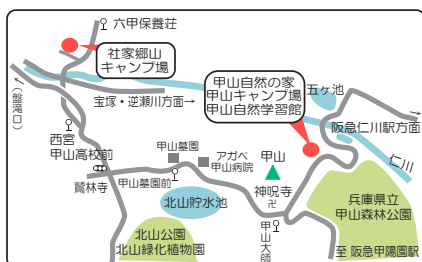 六甲保養荘
社家郷山
キャンプ場
甲山自然の家
甲山キャンプ場
甲山自然学習館
五ヶ池
(盤滝口)
宝塚・逆瀬川方面→
阪急仁川駅方面
仁川
西宮
甲山高校前
鷲林寺
甲山墓園
アガペ
甲山病院
甲山
甲山墓園前
神呪寺
卍
北山貯水池
兵庫県立
甲山森林公園
北山公園
北山緑化植物園
甲山大師
至 阪急甲陽園駅